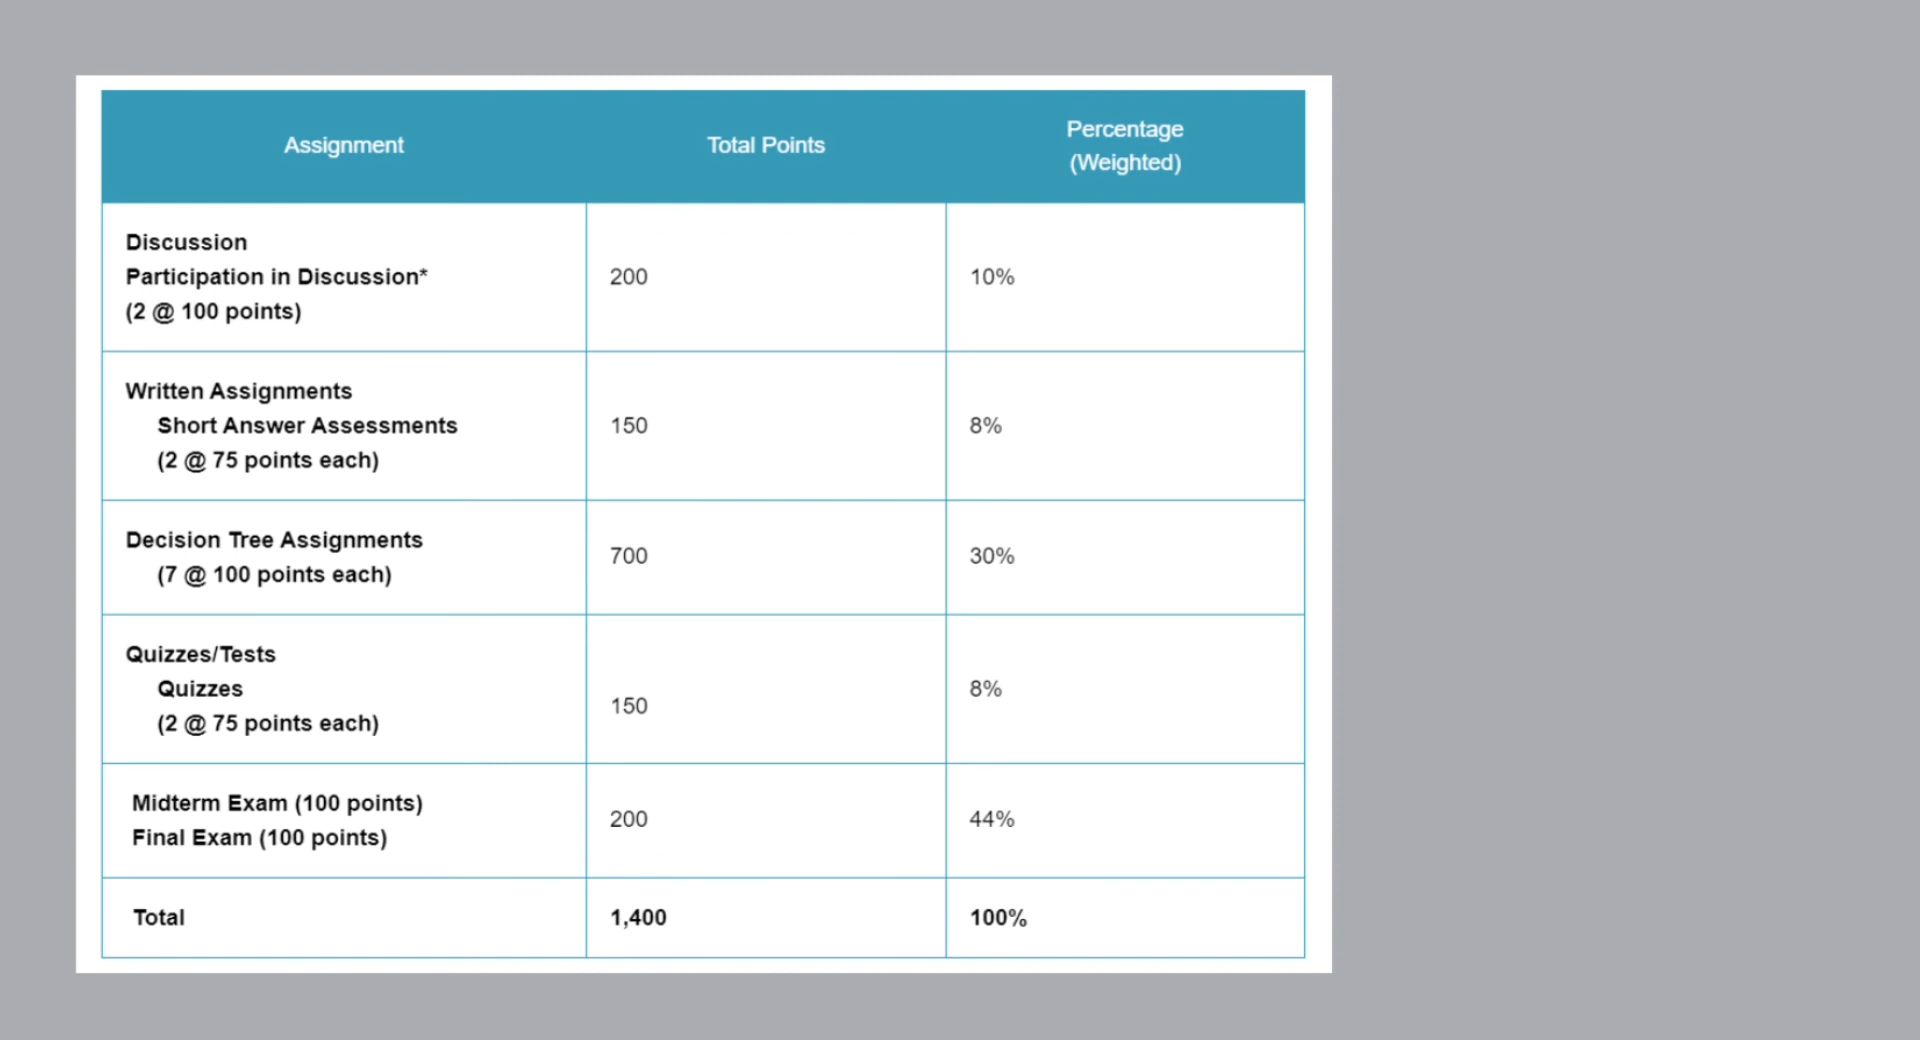 Assignment
Total Points
Percentage
(Weighted)
Discussion
Participation in Discussion*
(2 @ 100 points)
200
10%
Written Assignments
Short Answer Assessments
(2 @ 75 points each)
150
8%
Decision Tree Assignments
(7 @ 100 points each)
700
30%
Quizzes/Tests
Quizzes
(2 @ 75 points each)
150
8%
Midterm Exam (100 points)
Final Exam (100 points)
200
44%
Total
1,400
100%